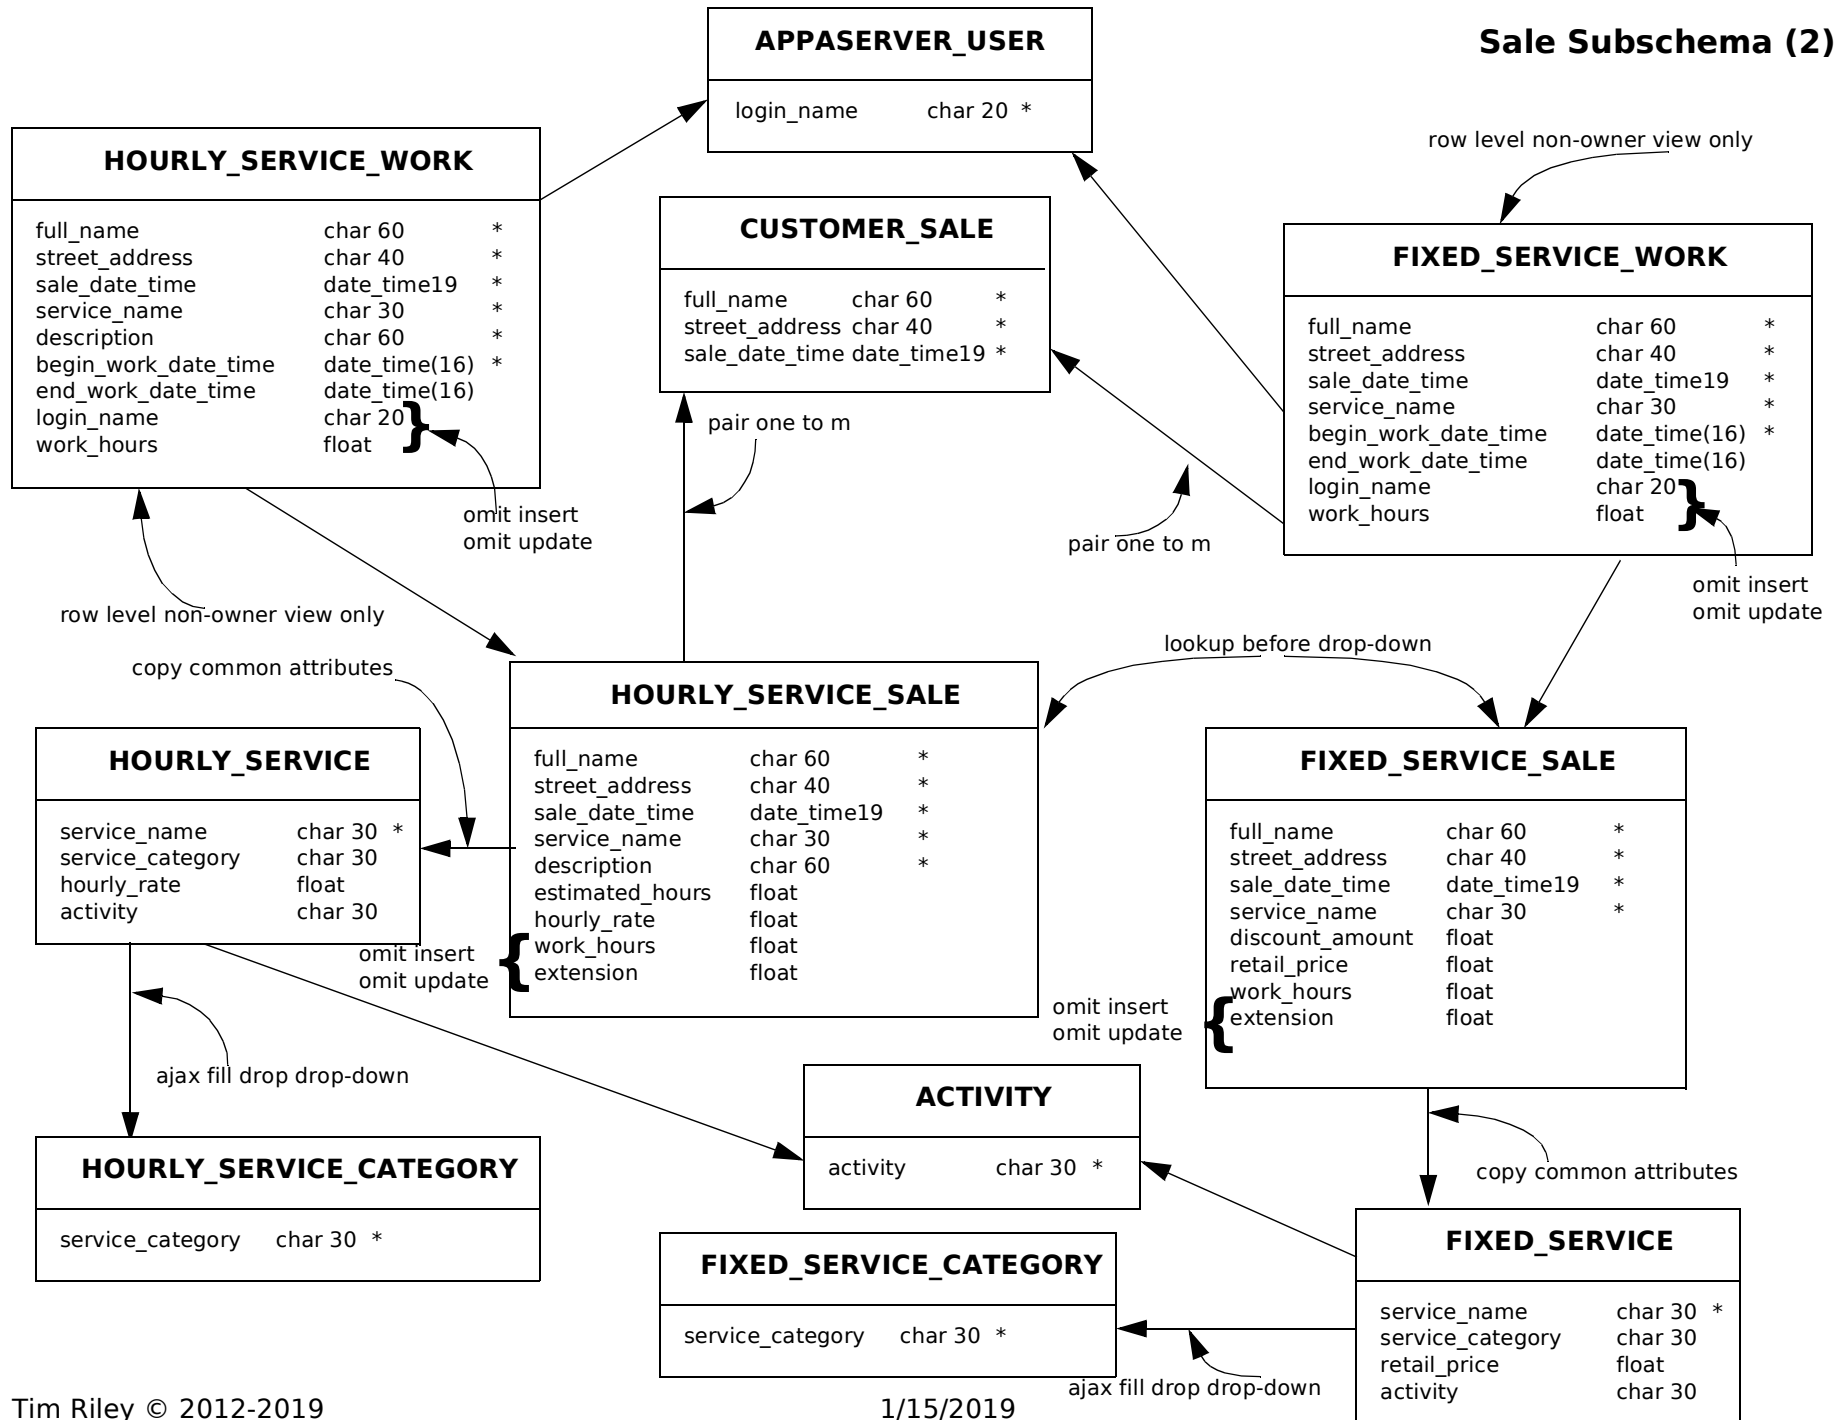 Sale Subschema (2)
APPASERVER_USER
login_name char 20 *
HOURLY_SERVICE_WORK
full_name char 60 *
street_address char 40 *
sale_date_time date_time19 *
service_name char 30 *
description char 60 *
begin_work_date_time date_time(16) *
end_work_date_time date_time(16)
login_name char 20
work_hours float
}
omit insert
omit update
row level non-owner view only
CUSTOMER_SALE
full_name char 60 *
street_address char 40 *
sale_date_time date_time19 *
pair one to m
pair one to m
row level non-owner view only
FIXED_SERVICE_WORK
full_name char 60 *
street_address char 40 *
sale_date_time date_time19 *
service_name char 30 *
begin_work_date_time date_time(16) *
end_work_date_time date_time(16)
login_name char 20
work_hours float
}
omit insert
omit update
lookup before drop-down
copy common attributes
HOURLY_SERVICE
service_name char 30 *
service_category char 30
hourly_rate float
activity char 30
HOURLY_SERVICE_SALE
full_name char 60 *
street_address char 40 *
sale_date_time date_time19 *
service_name char 30 *
description char 60 *
estimated_hours float
hourly_rate float
work_hours float
extension float
{
omit insert
omit update
FIXED_SERVICE_SALE
full_name char 60 *
street_address char 40 *
sale_date_time date_time19 *
service_name char 30 *
discount_amount float
retail_price float
work_hours float
extension float
{
omit insert
omit update
ajax fill drop drop-down
HOURLY_SERVICE_CATEGORY
service_category char 30 *
ACTIVITY
activity char 30 *
copy common attributes
FIXED_SERVICE_CATEGORY
service_category char 30 *
FIXED_SERVICE
service_name char 30 *
service_category char 30
retail_price float
activity char 30
ajax fill drop drop-down
Tim Riley © 2012-2019
1/15/2019